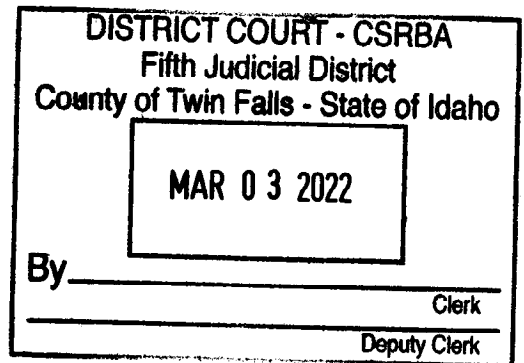 DISTRICT COURT - CSRBA
Fifth Judicial District
County of Twin Falls - State of Idaho
MAR 03 2022
By
Clerk
Deputy Clerk